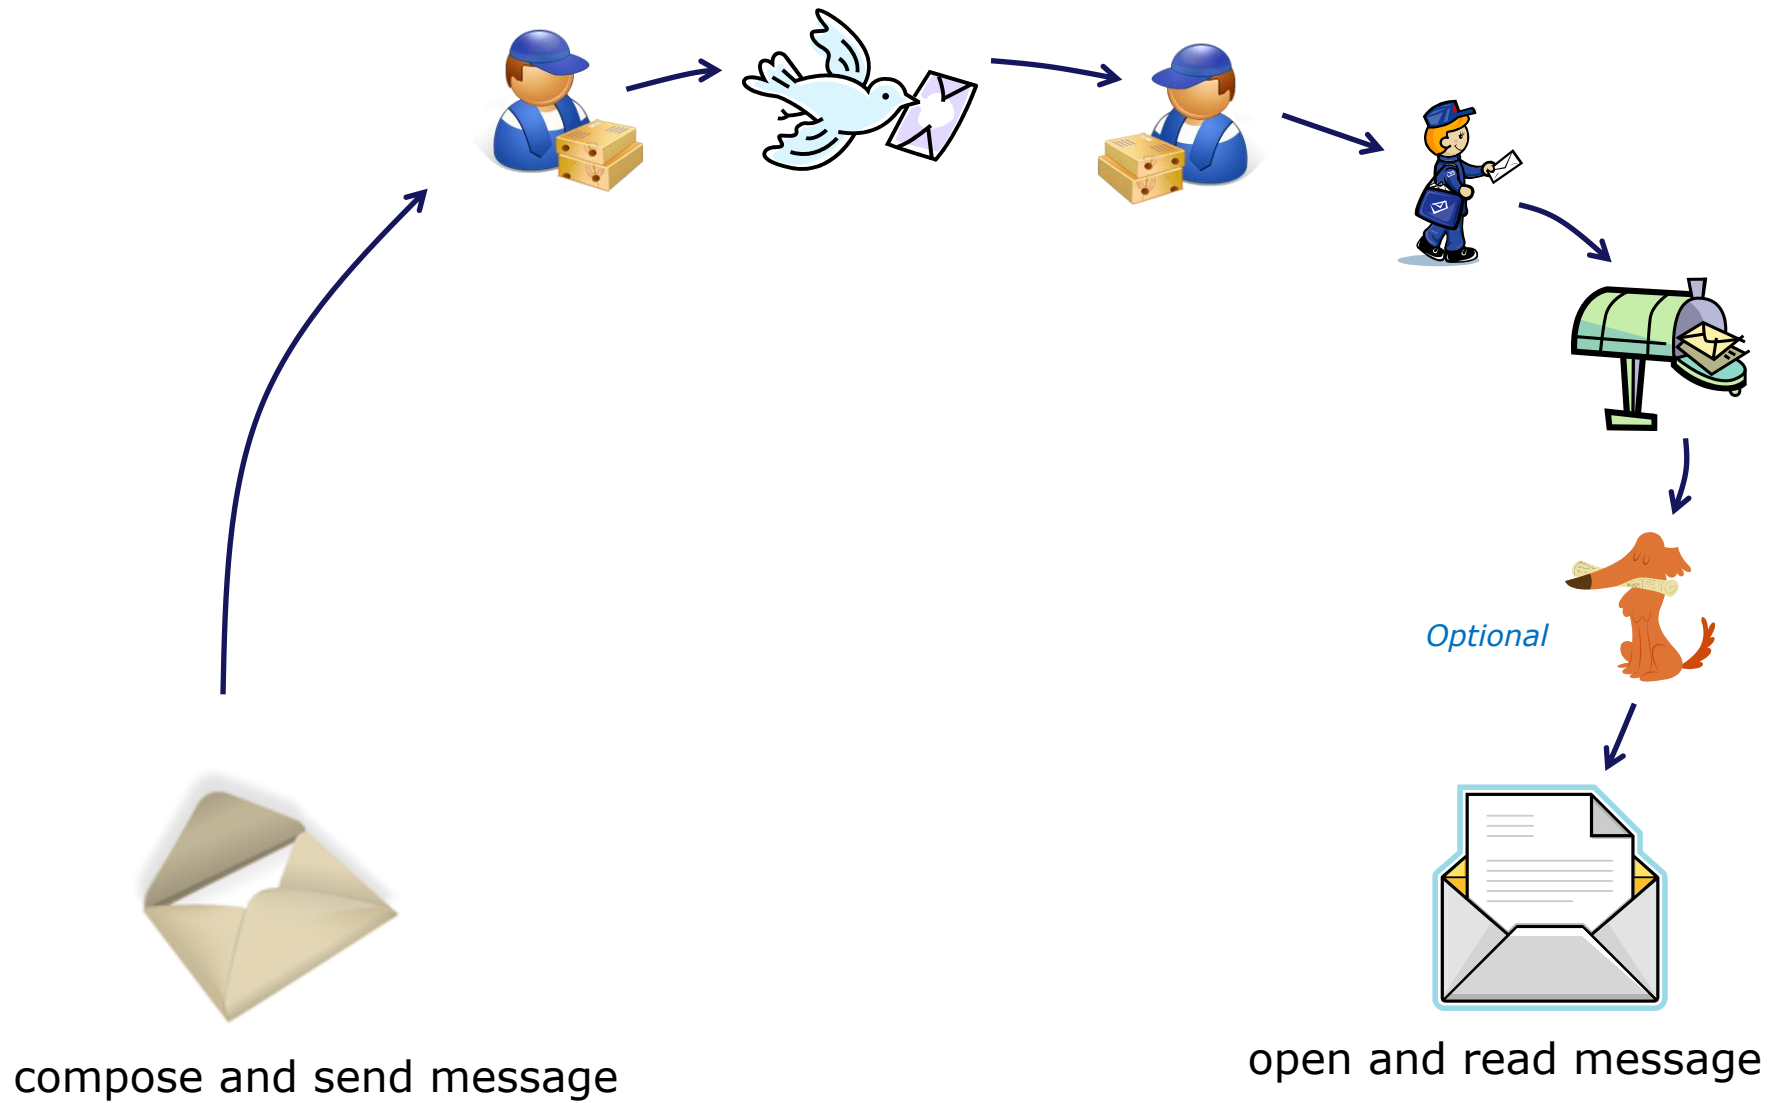 Optional
open and read message
compose and send message